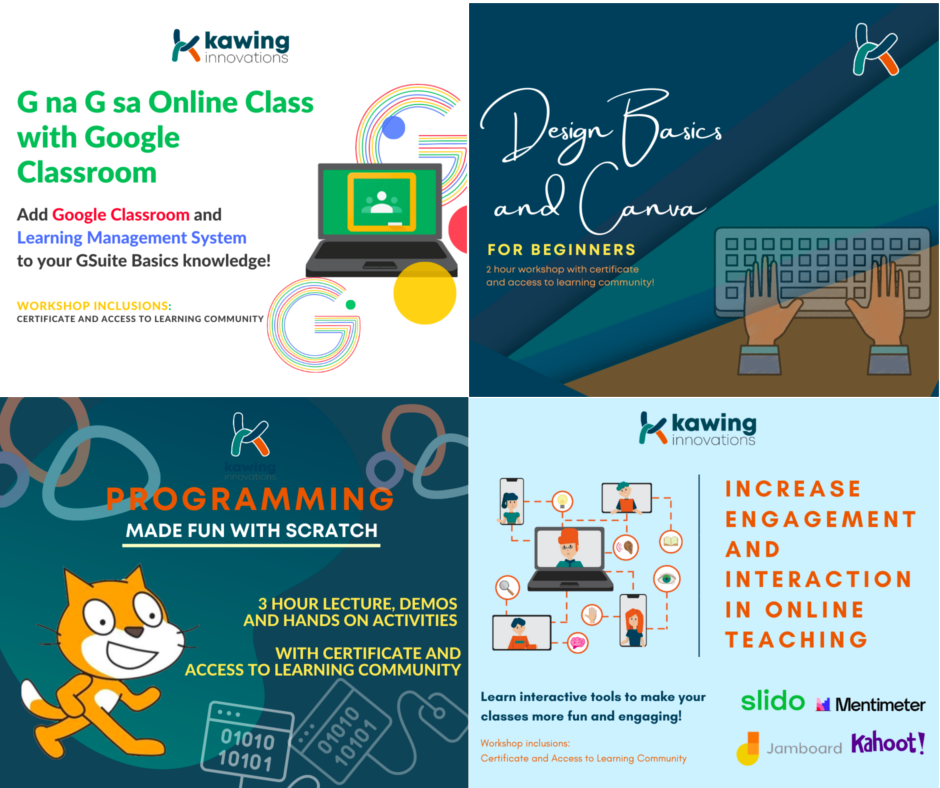 kawing
innovations
G na G sa Online Class
with Google
Classroom
Add Google Classroom and
Learning Management System
to your GSuite Basics knowledge!
WORKSHOP INCLUSIONS:
CERTIFICATE AND ACCESS TO LEARNING COMMUNITY
Design Basics
and Canva
FOR BEGINNERS
2 hour workshop with certificate
and access to learning community!
kawing
innovations
PROGRAMMING
MADE FUN WITH SCRATCH
3 HOUR LECTURE, DEMOS
AND HANDS ON ACTIVITIES
WITH CERTIFICATE AND
ACCESS TO LEARNING COMMUNITY
01010
10101
01010
10101
kawing
innovations
INCREASE
ENGAGEMENT
AND
INTERACTION
IN ONLINE
TEACHING
Learn interactive tools to make your
classes more fun and engaging!
Workshop inclusions:
Certificate and Access to Learning Community
slido
Mentimeter
Jamboard
Kahoot!